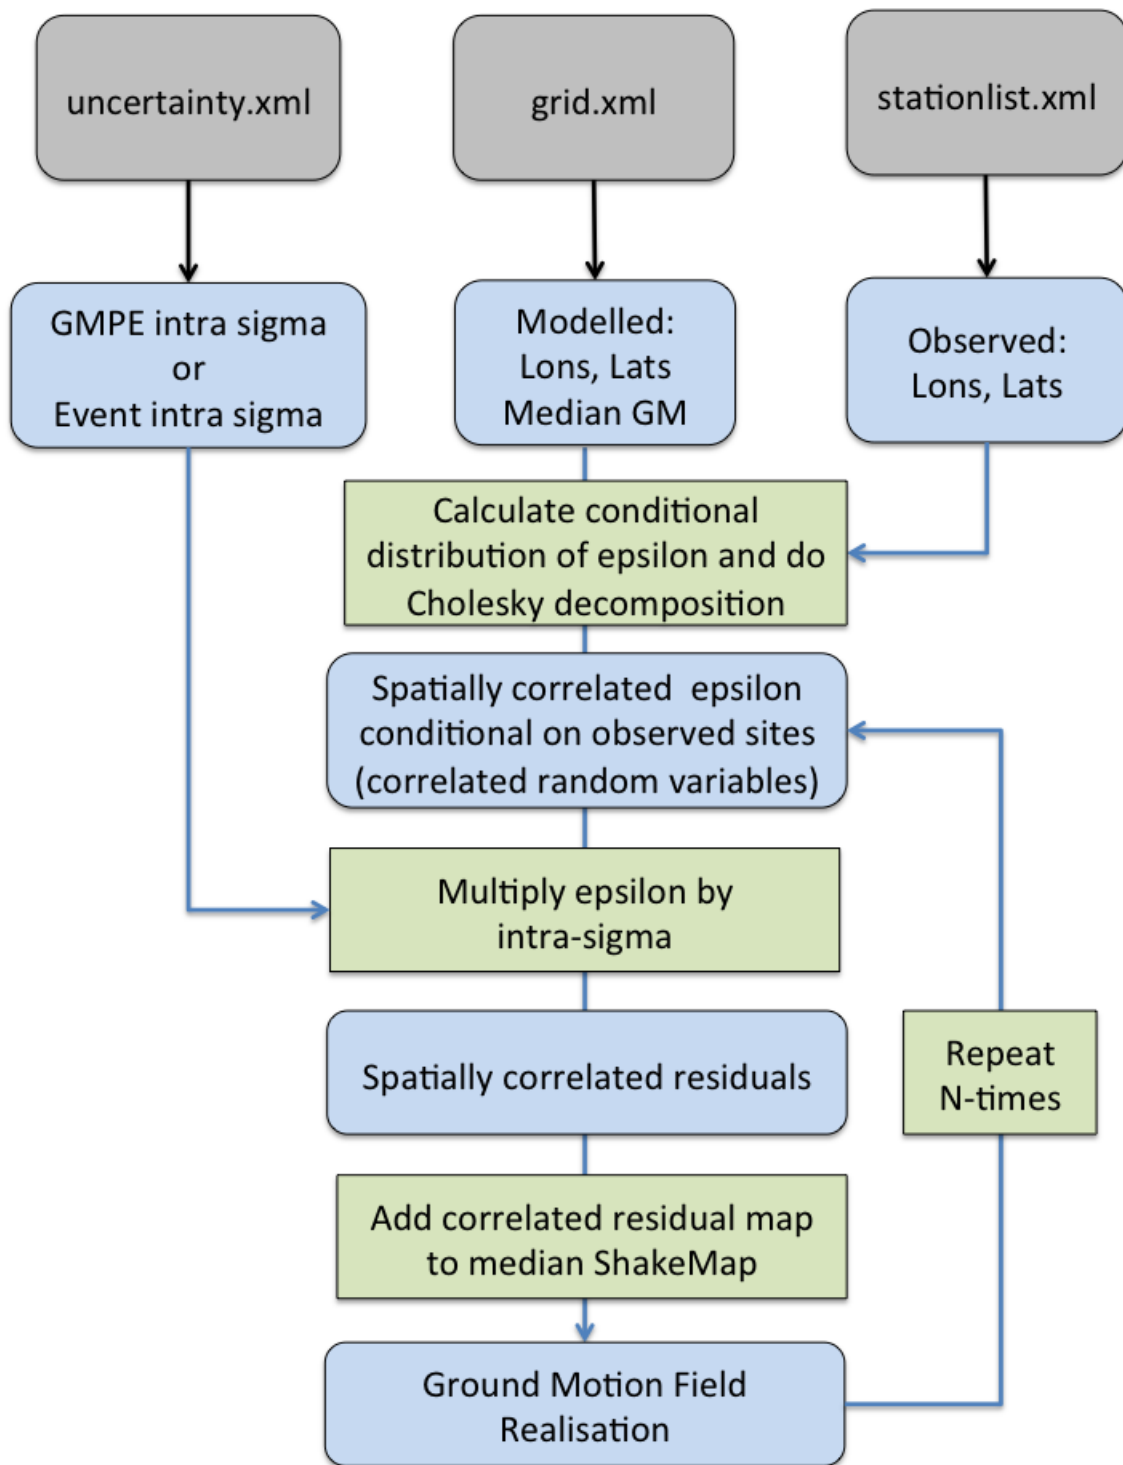 uncertainty.xml
grid.xml
stationlist.xml
GMPE intra sigma
or
Event intra sigma
Modelled:
Lons, Lats
Median GM
Observed:
Lons, Lats
Calculate conditional
distribution of epsilon and do
Cholesky decomposition
Spatially correlated epsilon
conditional on observed sites
(correlated random variables)
Multiply epsilon by
intra-sigma
Spatially correlated residuals
Repeat
N-times
Add correlated residual map
to median ShakeMap
Ground Motion Field
Realisation